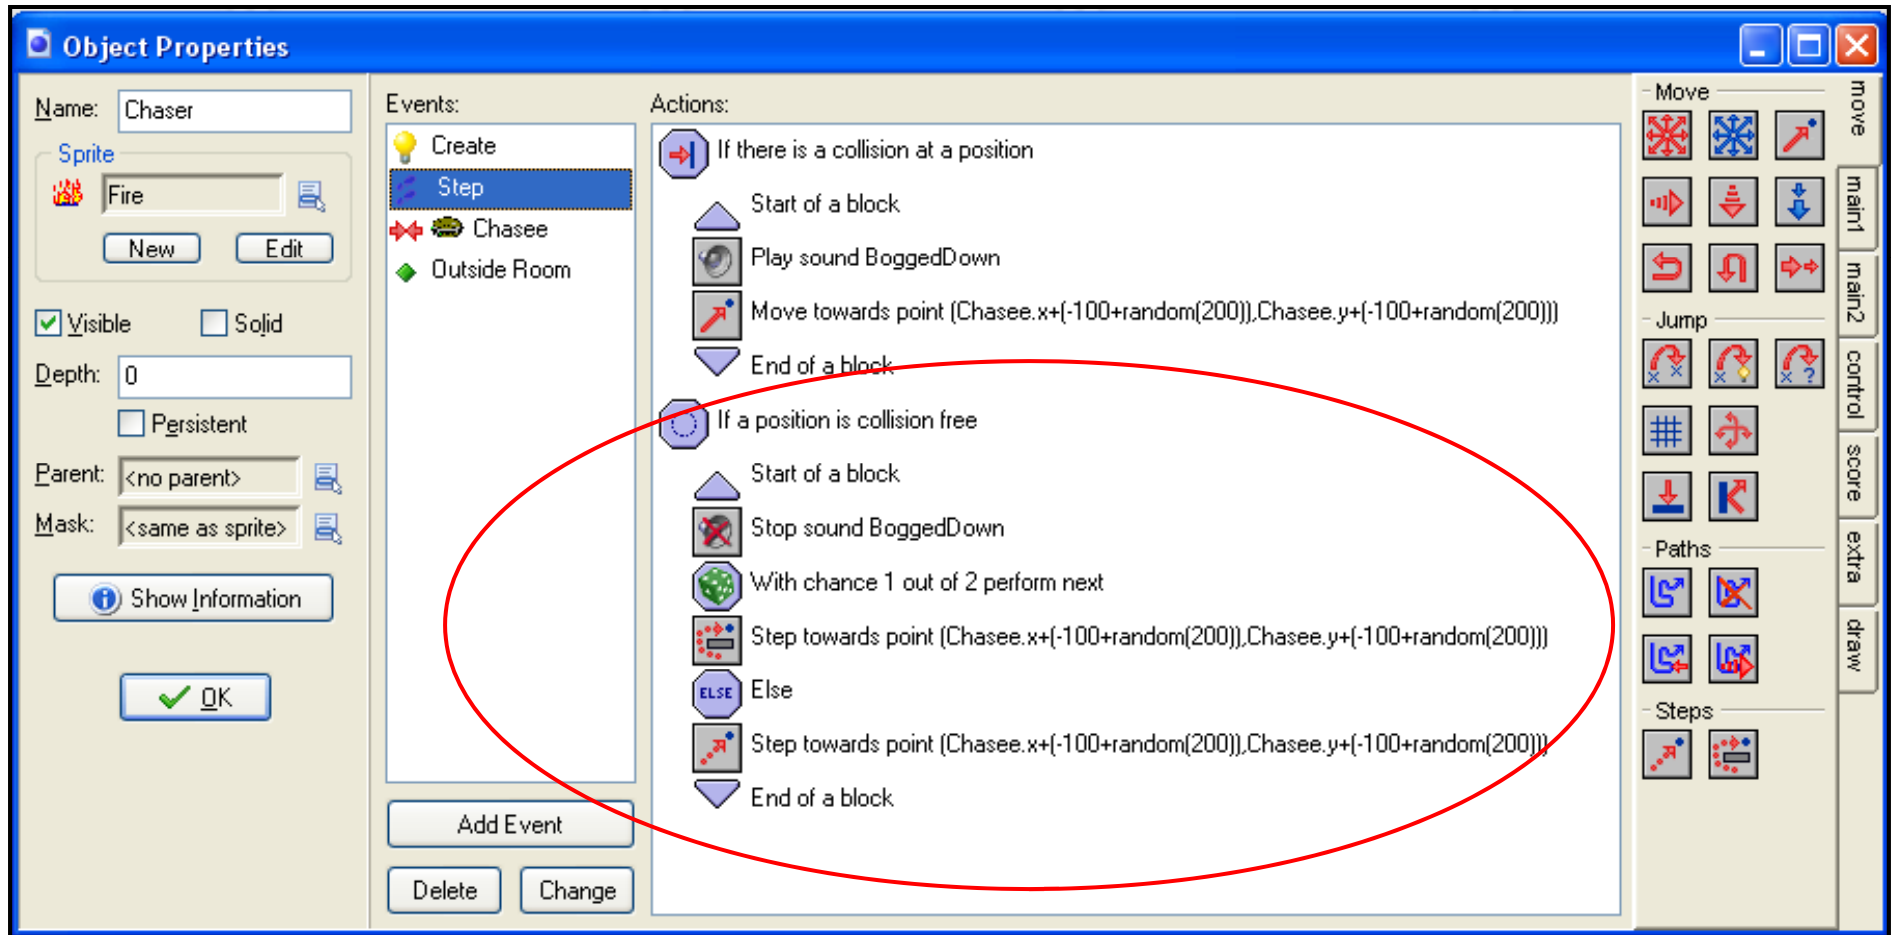 Object Properties
Name: Chaser
Sprite
Fire
New Edit
Visible Solid
Depth: 0
Persistent
Parent: <no parent>
Mask: <same as sprite>
Show Information
OK
Events:
Create
Step
Chasee
Outside Room
Add Event
Delete Change
Actions:
If there is a collision at a position
Start of a block
Play sound BoggedDown
Move towards point (Chasee.x+(-100+random(200)),Chasee.y+(-100+random(200)))
End of a block
If a position is collision free
Start of a block
Stop sound BoggedDown
With chance 1 out of 2 perform next
Step towards point (Chasee.x+(-100+random(200)),Chasee.y+(-100+random(200)))
ELSE Else
Step towards point (Chasee.x+(-100+random(200)),Chasee.y+(-100+random(200)))
End of a block
Move
Jump
Paths
Steps
move
main1
main2
control
score
extra
draw